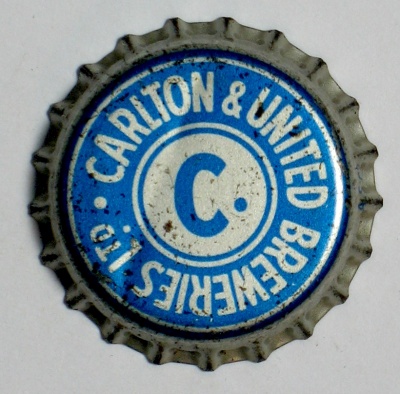 CARLTON & UNITED BREWERIES LTD.
C.